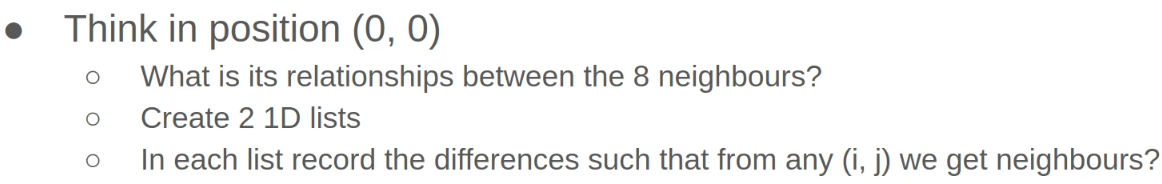 ● Think in position (0, 0)
○ What is its relationships between the 8 neighbours?
○ Create 2 1D lists
○ In each list record the differences such that from any (i, j) we get neighbours?